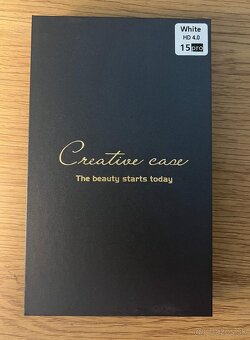 White
HD 4.0
15 pro
Creative case
The beauty starts today